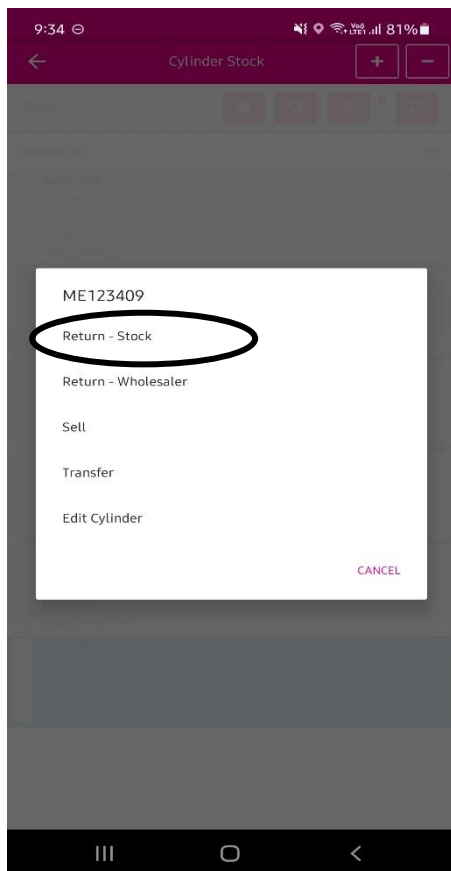 9:34 81%
Cylinder Stock
+ -
?
ME123409
Return - Stock
Return - Wholesaler
Sell
Transfer
Edit Cylinder
CANCEL